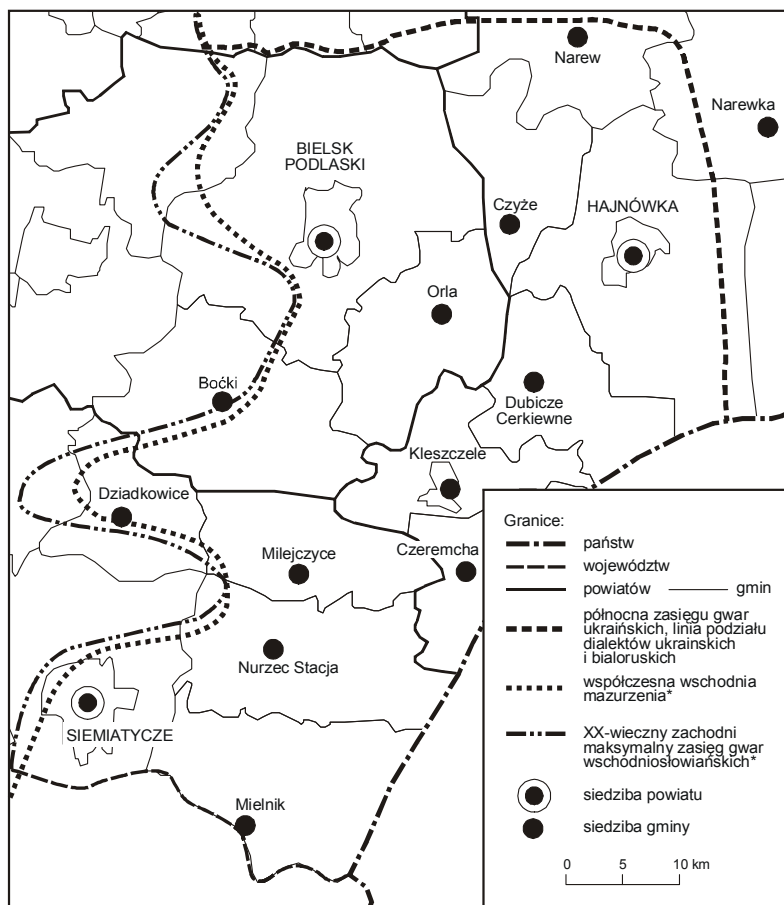 Narew
Narewka
BIELSK
PODLASKI
HAJNÓWKA
Czyże
Orla
Boćki
Dubicze
Cerkiewne
Kleszczele
Dziadkowice
Milejczyce
Czeremcha
Nurzec Stacja
SIEMIATYCZE
Mielnik
Granice:
państw
województw
powiatów
gmin
północna zasięgu gwar
ukraińskich, linia podziału
dialektów ukrainskich
i bialoruskich
współczesna wschodnia
mazurzenia*
XX-wieczny zachodni
maksymalny zasięg gwar
wschodniosłowiańskich*
siedziba powiatu
siedziba gminy
0 5 10 km